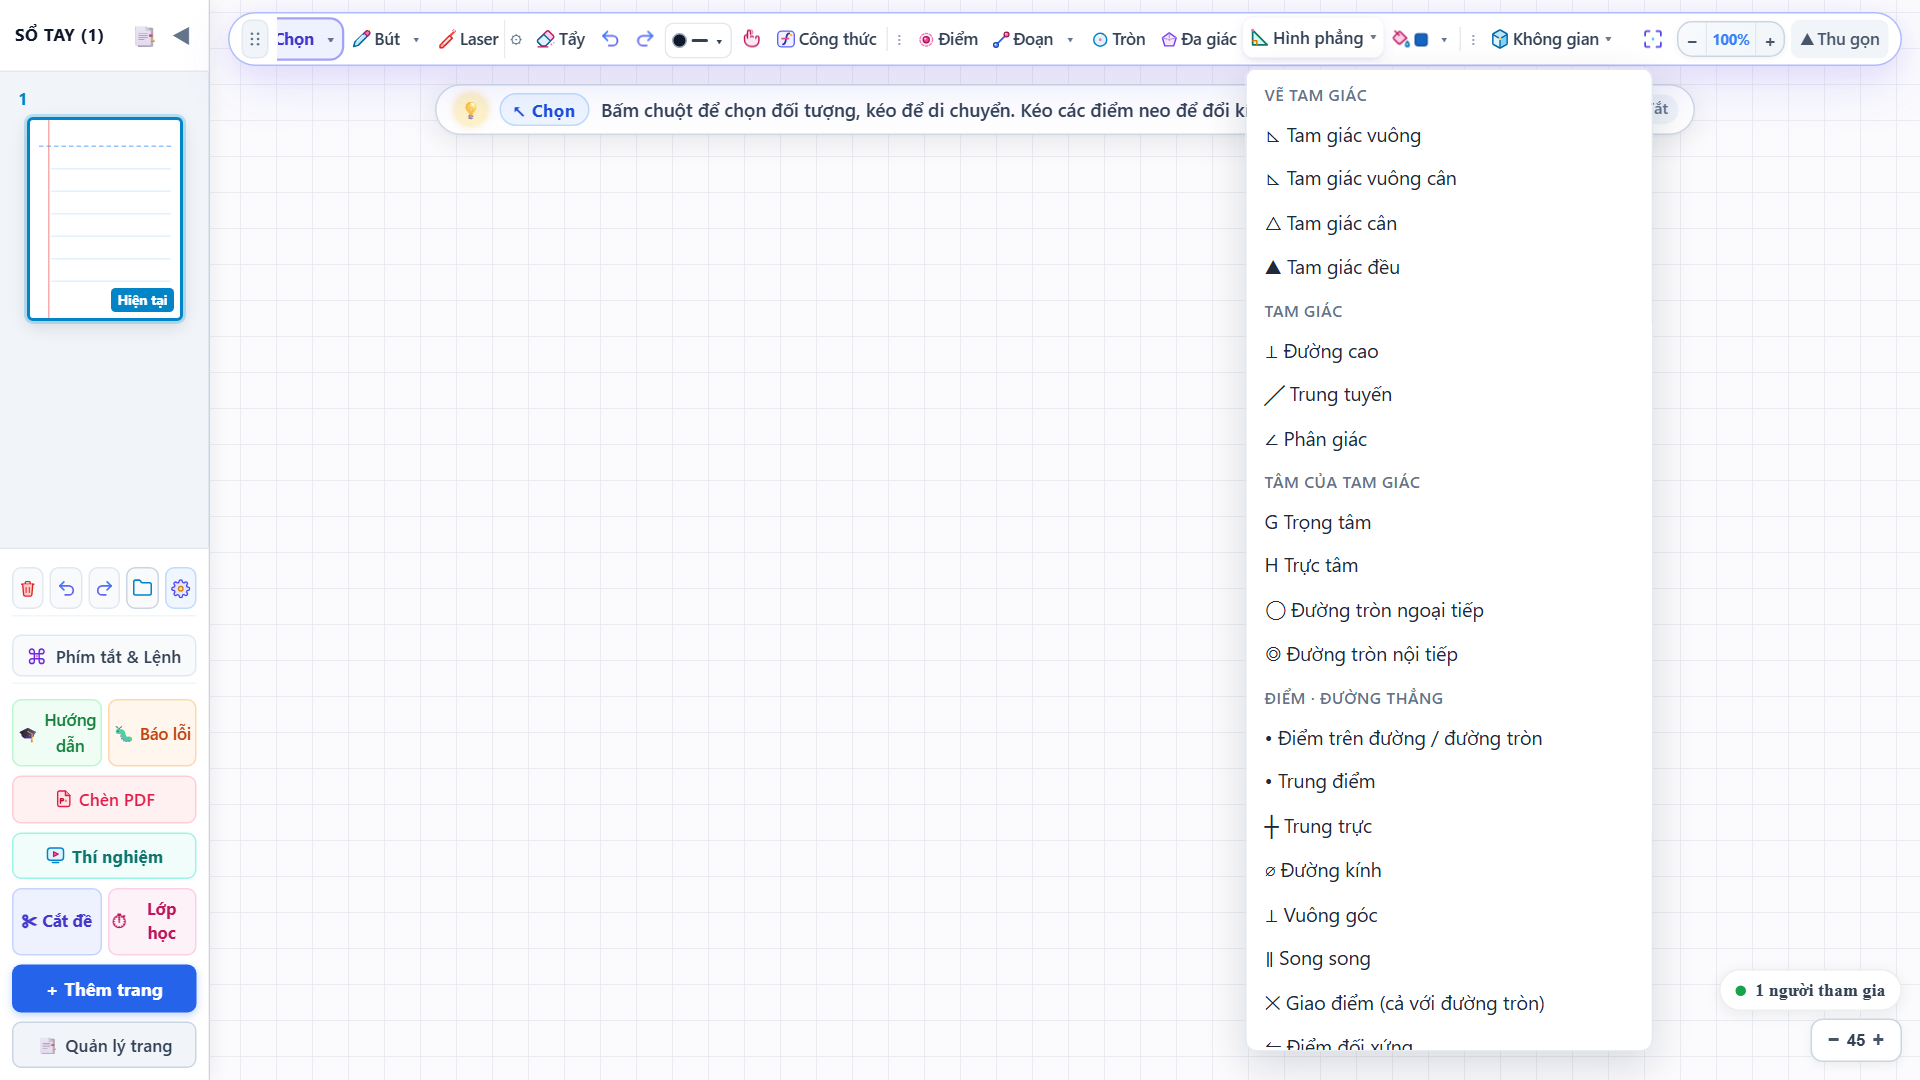 SỔ TAY (1)
Chọn
Bút
Laser
Tẩy
Công thức
Điểm
Đoạn
Tròn
Đa giác
Hình phẳng
Không gian
− 100% +
Thu gọn
1
Hiện tại
Chọn
Bấm chuột để chọn đối tượng, kéo để di chuyển. Kéo các điểm neo để đổi
VẼ TAM GIÁC
Tam giác vuông
Tam giác vuông cân
Tam giác cân
Tam giác đều
TAM GIÁC
⊥ Đường cao
Trung tuyến
∠ Phân giác
TÂM CỦA TAM GIÁC
G Trọng tâm
H Trực tâm
Đường tròn ngoại tiếp
Đường tròn nội tiếp
ĐIỂM · ĐƯỜNG THẲNG
• Điểm trên đường / đường tròn
• Trung điểm
Trung trực
⌀ Đường kính
⊥ Vuông góc
∥ Song song
Giao điểm (cả với đường tròn)
Điểm đối xứng
Phím tắt & Lệnh
Hướng dẫn
Báo lỗi
Chèn PDF
Thí nghiệm
Cắt đề
Lớp học
+ Thêm trang
Quản lý trang
1 người tham gia
− 45 +